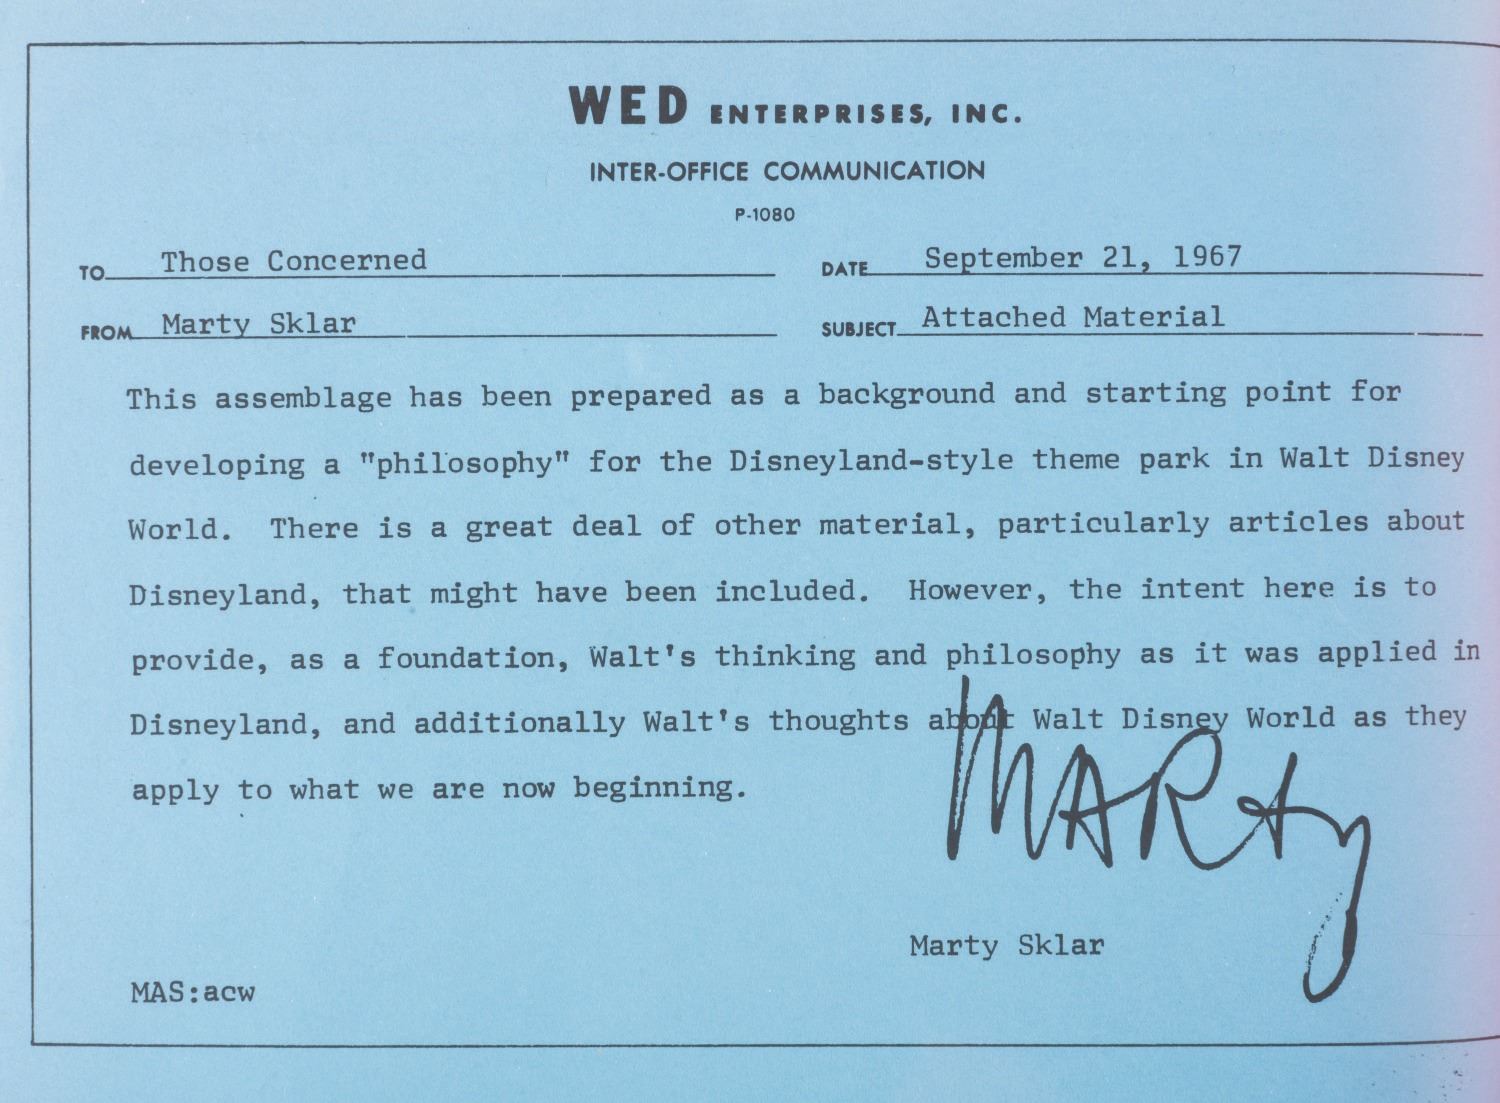 WED ENTERPRISES, INC.
INTER-OFFICE COMMUNICATION
P-1080
TO Those Concerned DATE September 21, 1967
FROM Marty Sklar SUBJECT Attached Material
This assemblage has been prepared as a background and starting point for
developing a "philosophy" for the Disneyland-style theme park in Walt Disney
World. There is a great deal of other material, particularly articles about
Disneyland, that might have been included. However, the intent here is to
provide, as a foundation, Walt's thinking and philosophy as it was applied in
Disneyland, and additionally Walt's thoughts about Walt Disney World as they
apply to what we are now beginning.
MARty
Marty Sklar
MAS:acw